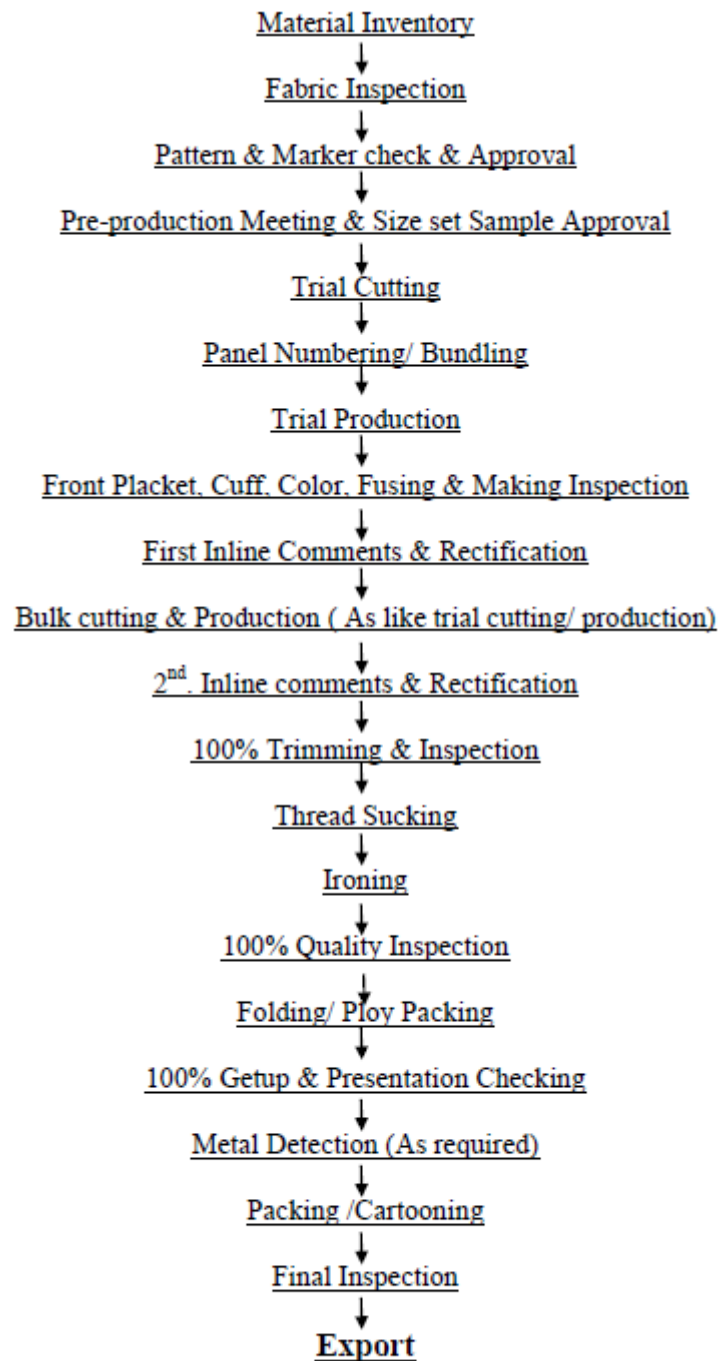 Material Inventory
Fabric Inspection
Pattern & Marker check & Approval
Pre-production Meeting & Size set Sample Approval
Trial Cutting
Panel Numbering/ Bundling
Trial Production
Front Placket, Cuff, Color, Fusing & Making Inspection
First Inline Comments & Rectification
Bulk cutting & Production ( As like trial cutting/ production)
2nd. Inline comments & Rectification
100% Trimming & Inspection
Thread Sucking
Ironing
100% Quality Inspection
Folding/ Ploy Packing
100% Getup & Presentation Checking
Metal Detection (As required)
Packing /Cartooning
Final Inspection
Export